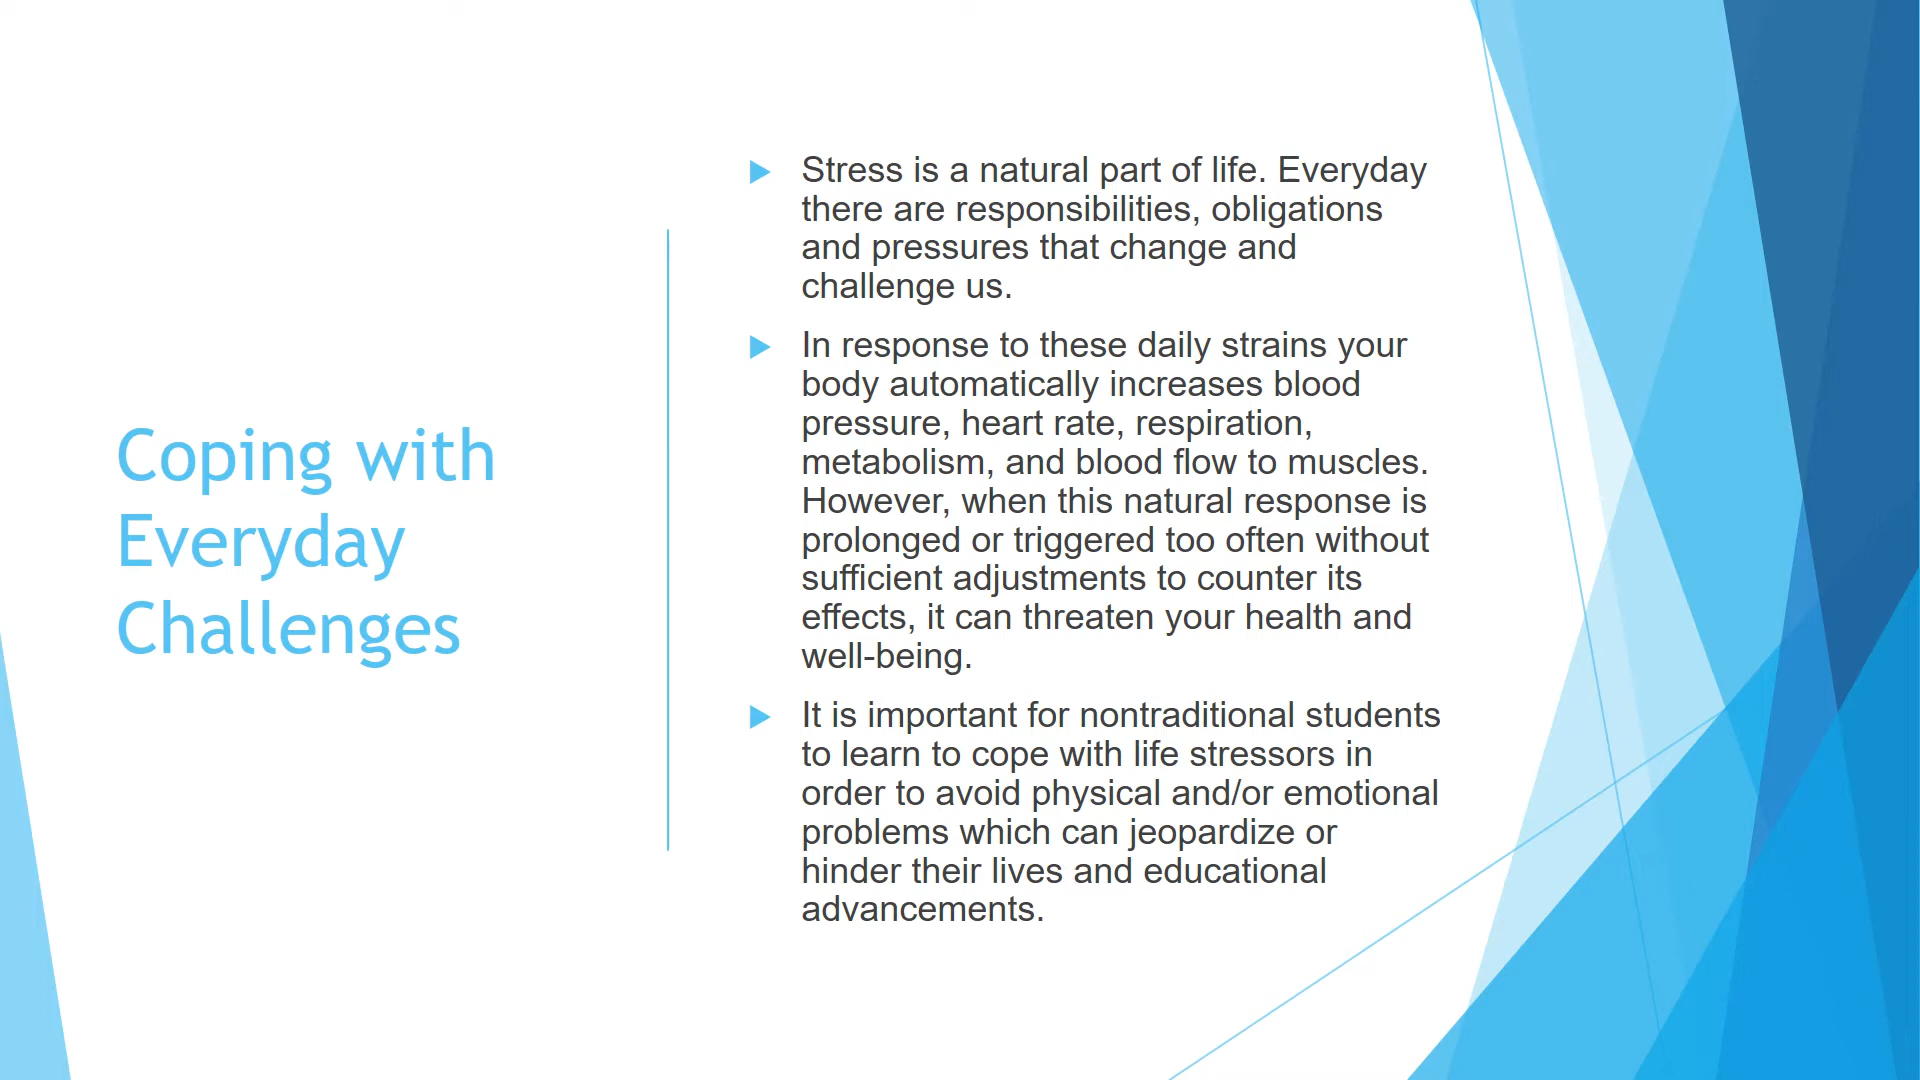 Coping with
Everyday
Challenges
Stress is a natural part of life. Everyday
there are responsibilities, obligations
and pressures that change and
challenge us.
In response to these daily strains your
body automatically increases blood
pressure, heart rate, respiration,
metabolism, and blood flow to muscles.
However, when this natural response is
prolonged or triggered too often without
sufficient adjustments to counter its
effects, it can threaten your health and
well-being.
It is important for nontraditional students
to learn to cope with life stressors in
order to avoid physical and/or emotional
problems which can jeopardize or
hinder their lives and educational
advancements.